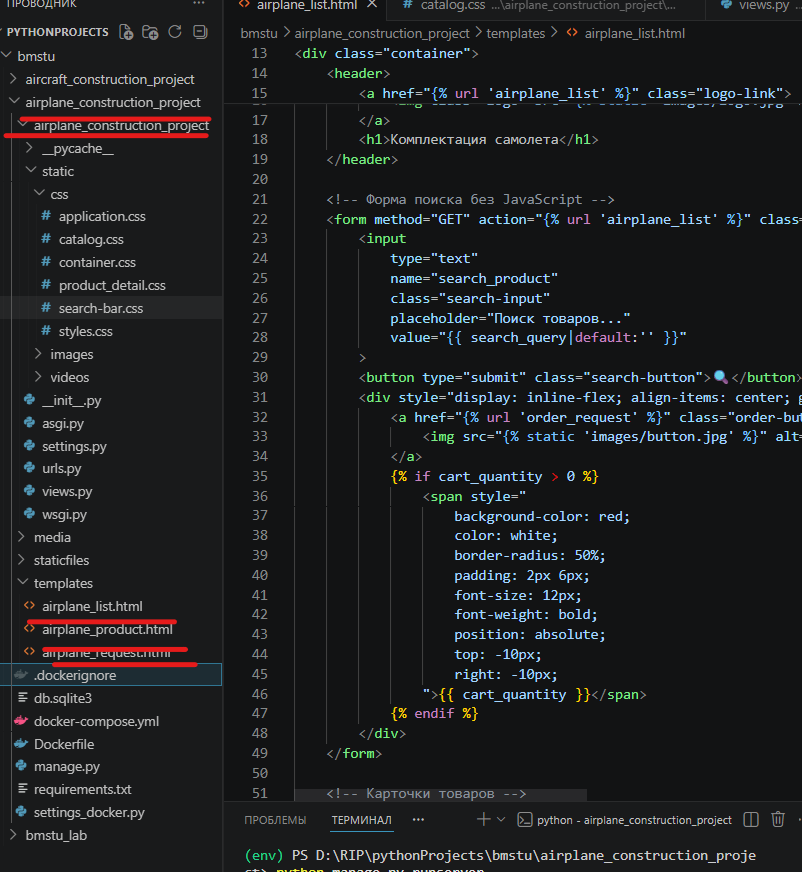 ПРОВОДНИК
PYTHONPROJECTS
bmstu
aircraft_construction_project
airplane_construction_project
airplane_construction_project
__pycache__
static
css
# application.css
# catalog.css
# container.css
# product_detail.css
# search-bar.css
# styles.css
images
videos
__init__.py
asgi.py
settings.py
urls.py
views.py
wsgi.py
media
staticfiles
templates
<> airplane_list.html
<> airplane_product.html
<> airplane_request.html
.dockerignore
db.sqlite3
docker-compose.yml
Dockerfile
manage.py
requirements.txt
settings_docker.py
bmstu_lab
<> airplane_list.html
# catalog.css ...\airplane_construction_project\...
views.py
bmstu > airplane_construction_project > templates > <> airplane_list.html
13 <div class="container">
14 <header>
15 <a href="{% url 'airplane_list' %}" class="logo-link">
16
17 </a>
18 <h1>Комплектация самолета</h1>
19 </header>
20
21 <!-- Форма поиска без JavaScript -->
22 <form method="GET" action="{% url 'airplane_list' %}" clas
23 <input
24 type="text"
25 name="search_product"
26 class="search-input"
27 placeholder="Поиск товаров..."
28 value="{{ search_query|default:'' }}"
29 >
30 <button type="submit" class="search-button">🔍</button>
31 <div style="display: inline-flex; align-items: center; g
32 <a href="{% url 'order_request' %}" class="order-but
33 <img src="{% static 'images/button.jpg' %}" alt=
34 </a>
35 {% if cart_quantity > 0 %}
36 <span style="
37 background-color: red;
38 color: white;
39 border-radius: 50%;
40 padding: 2px 6px;
41 font-size: 12px;
42 font-weight: bold;
43 position: absolute;
44 top: -10px;
45 right: -10px;
46 ">{{ cart_quantity }}</span>
47 {% endif %}
48 </div>
49 </form>
50
51 <!-- Карточки товаров -->
ПРОБЛЕМЫ
ТЕРМИНАЛ
python - airplane_construction_project
(env) PS D:\RIP\pythonProjects\bmstu\airplane_construction_proje
ct> python manage.py runserver